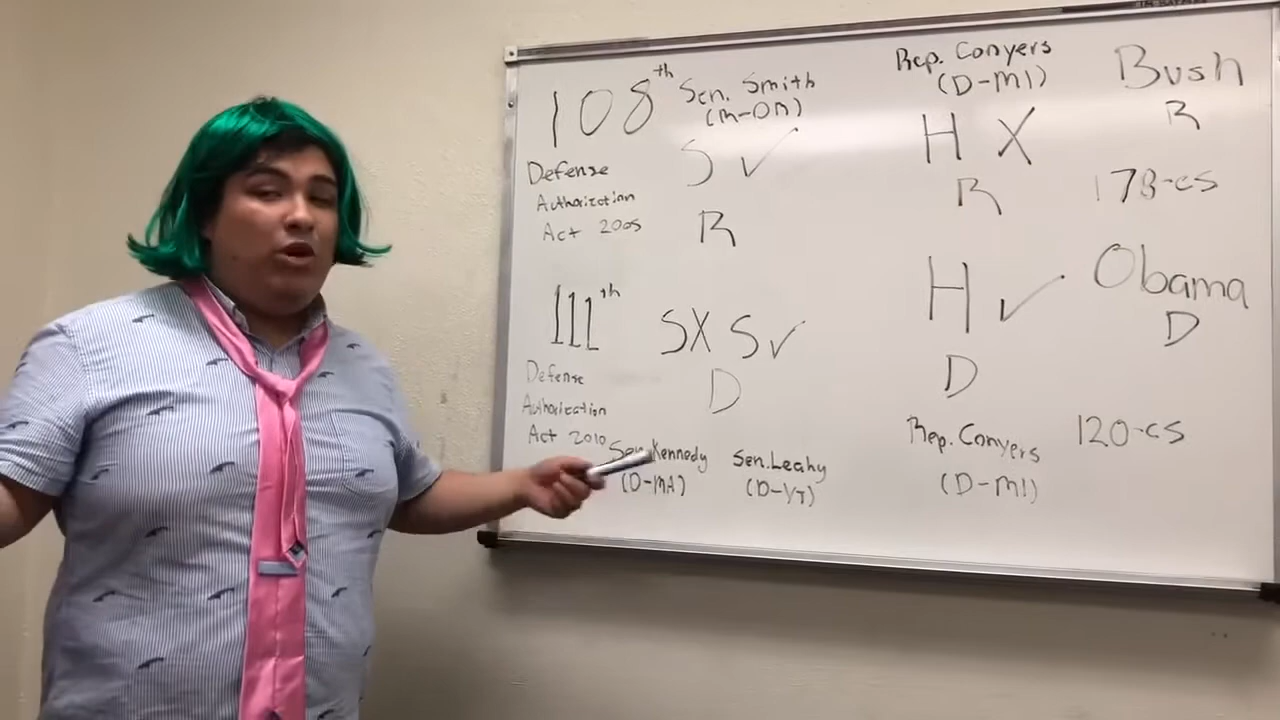 108th
Sen. Smith
(R-OR)
S ✓
R
Defense
Authorization
Act 2005
Rep. Conyers
(D-MI)
H X
R
Bush
R
178-cs
111th
SX S✓
D
Defense
Authorization
Act 2010
Sen. Kennedy
(D-MA)
Sen. Leahy
(D-VT)
H ✓
D
Rep. Conyers
(D-MI)
Obama
D
120-cs